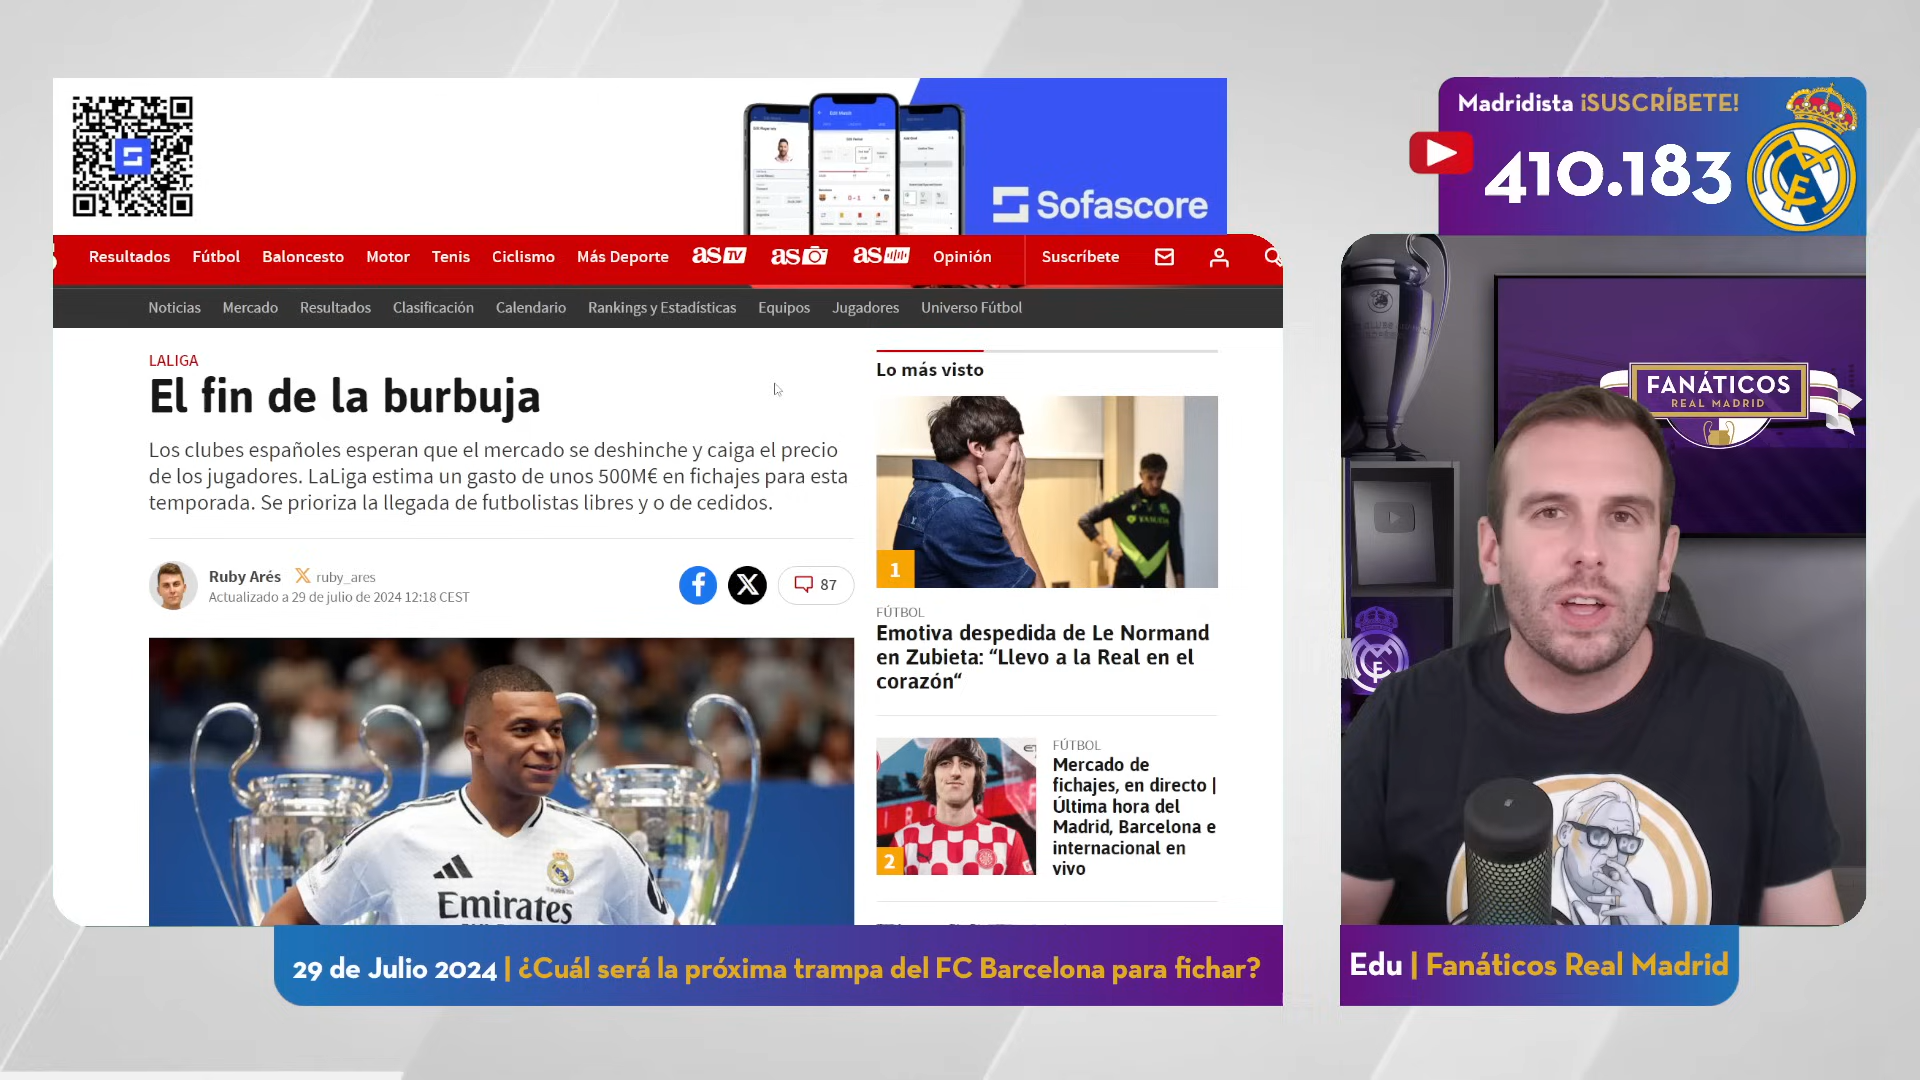 Madridista ¡SUSCRÍBETE!
410.183
Sofascore
Resultados Fútbol Baloncesto Motor Tenis Ciclismo Más Deporte as TV as as Opinión Suscríbete
Noticias Mercado Resultados Clasificación Calendario Rankings y Estadísticas Equipos Jugadores Universo Fútbol
LALIGA
El fin de la burbuja
Los clubes españoles esperan que el mercado se deshinche y caiga el precio
de los jugadores. LaLiga estima un gasto de unos 500M€ en fichajes para esta
temporada. Se prioriza la llegada de futbolistas libres y o de cedidos.
Ruby Arés ruby_ares
Actualizado a 29 de julio de 2024 12:18 CEST
87
Emirates
Lo más visto
1
FÚTBOL
Emotiva despedida de Le Normand
en Zubieta: “Llevo a la Real en el
corazón“
2
FÚTBOL
Mercado de
fichajes, en directo |
Última hora del
Madrid, Barcelona e
internacional en
vivo
FANÁTICOS
REAL MADRID
29 de Julio 2024 | ¿Cuál será la próxima trampa del FC Barcelona para fichar?
Edu | Fanáticos Real Madrid